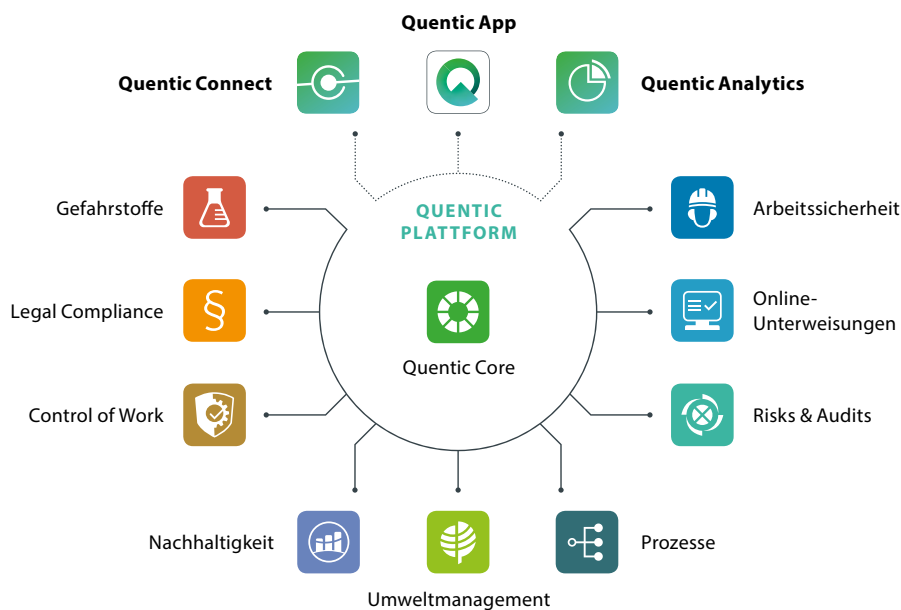 Quentic App
Quentic Connect
Quentic Analytics
Gefahrstoffe
QUENTIC
PLATTFORM
Arbeitssicherheit
Legal Compliance
§
Online-
Unterweisungen
Quentic Core
Control of Work
Risks & Audits
Nachhaltigkeit
Prozesse
Umweltmanagement